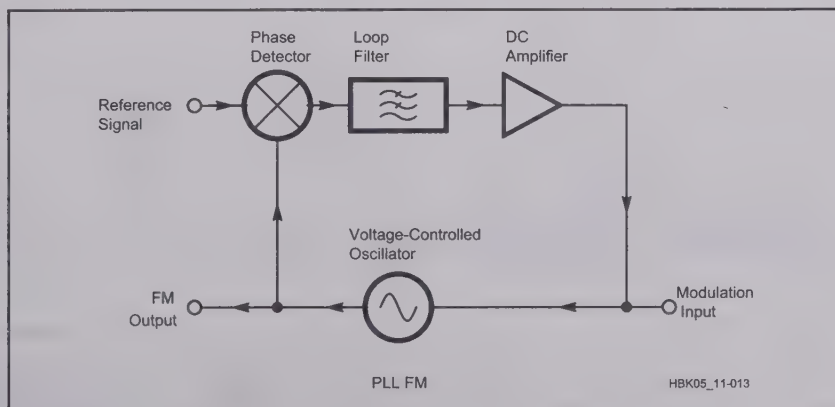 Phase
Detector
Loop
Filter
DC
Amplifier
Reference
Signal
Voltage-Controlled
Oscillator
FM
Output
Modulation
Input
PLL FM
HBK05_11-013